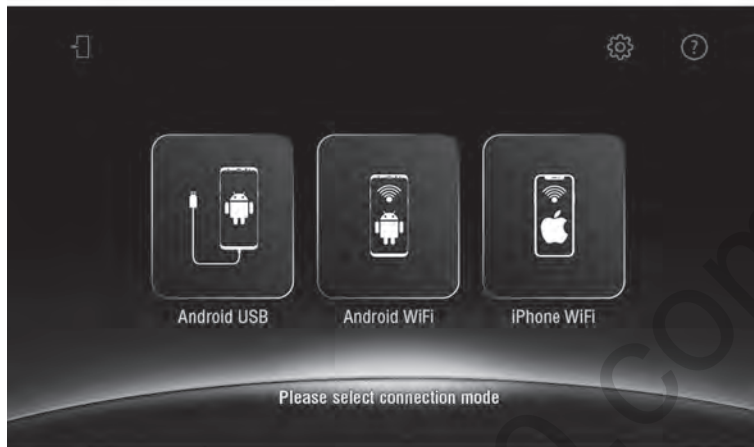 ?
Android USB
Android WiFi
iPhone WiFi
Please select connection mode